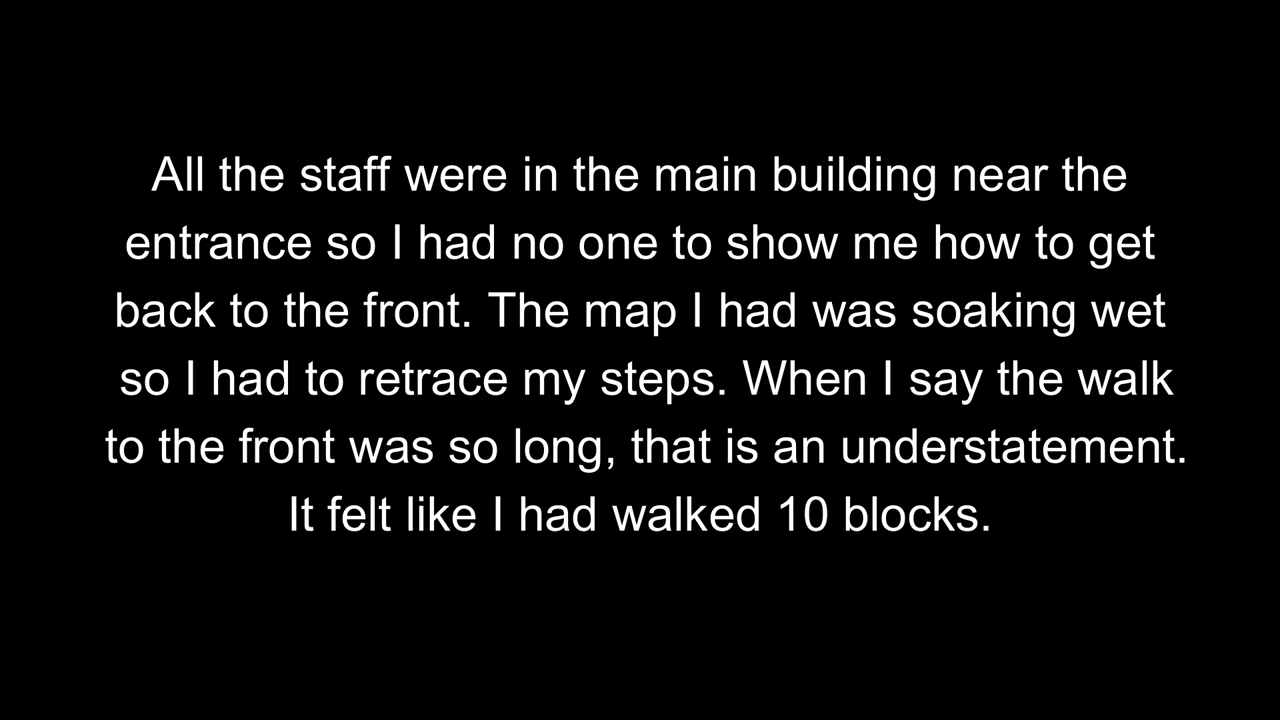 All the staff were in the main building near the
entrance so I had no one to show me how to get
back to the front. The map I had was soaking wet
so I had to retrace my steps. When I say the walk
to the front was so long, that is an understatement.
It felt like I had walked 10 blocks.